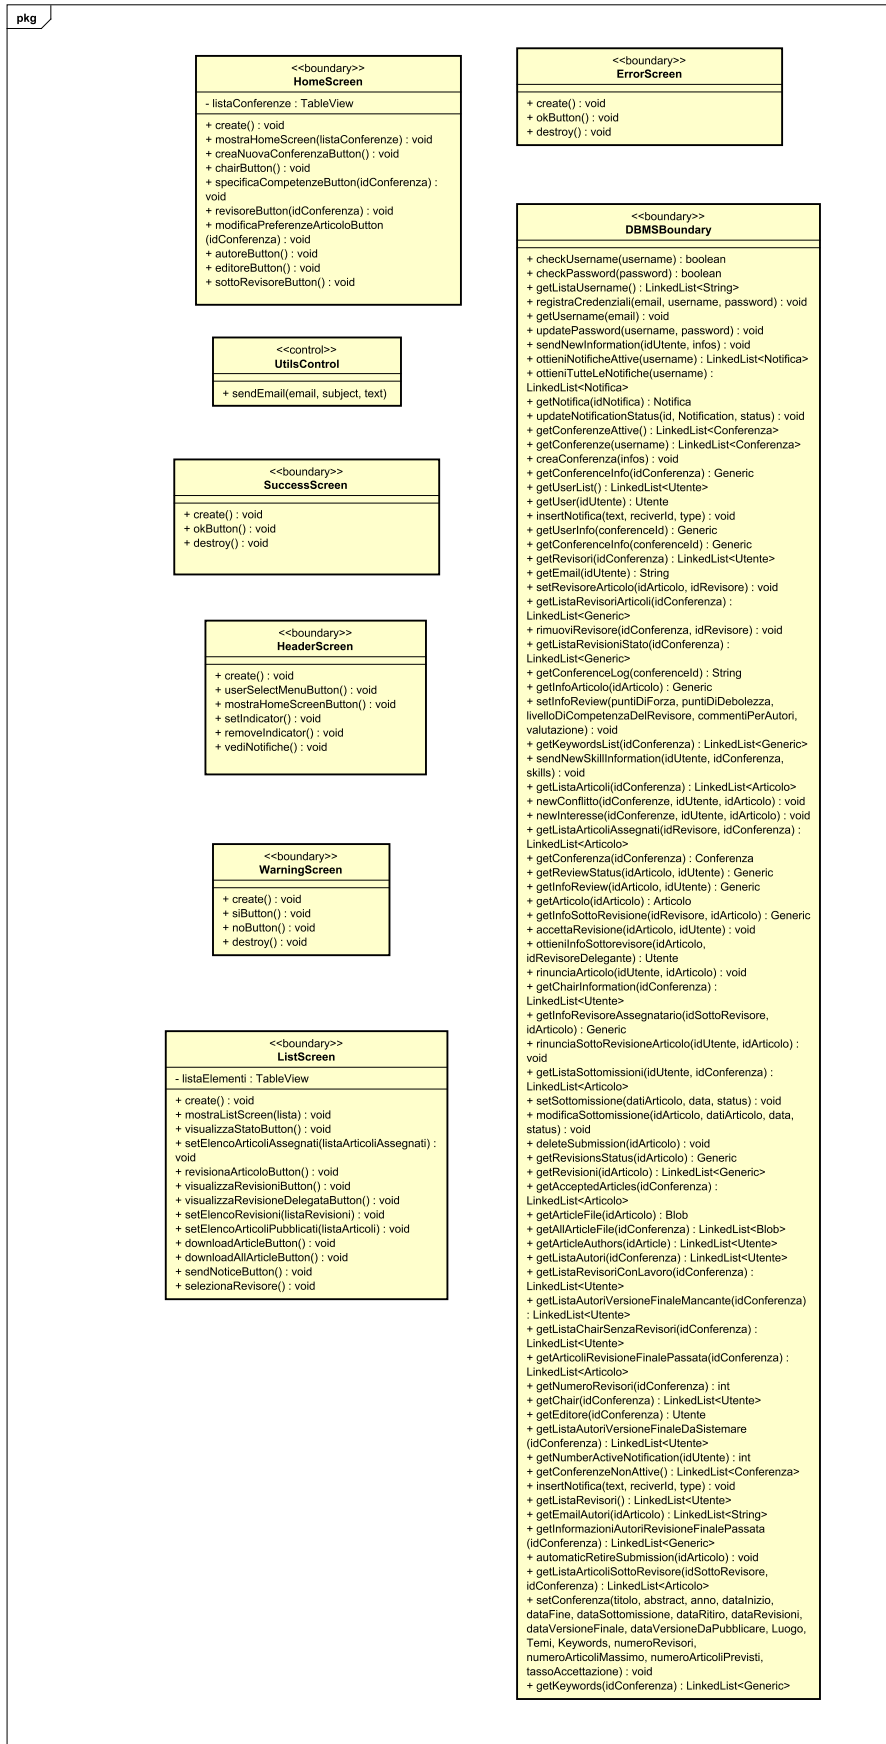 pkg
<<boundary>>
HomeScreen
- listaConferenze : TableView
+ create() : void
+ mostraHomeScreen(listaConferenze) : void
+ creaNuovaConferenzaButton() : void
+ chairButton() : void
+ specificaCompetenzeButton(idConferenza) :
void
+ revisoreButton(idConferenza) : void
+ modificaPreferenzeArticoloButton
(idConferenza) : void
+ autoreButton() : void
+ editoreButton() : void
+ sottoRevisoreButton() : void
<<control>>
UtilsControl
+ sendEmail(email, subject, text)
<<boundary>>
SuccessScreen
+ create() : void
+ okButton() : void
+ destroy() : void
<<boundary>>
HeaderScreen
+ create() : void
+ userSelectMenuButton() : void
+ mostraHomeScreenButton() : void
+ setIndicator() : void
+ removeIndicator() : void
+ vediNotifiche() : void
<<boundary>>
WarningScreen
+ create() : void
+ siButton() : void
+ noButton() : void
+ destroy() : void
<<boundary>>
ListScreen
- listaElementi : TableView
+ create() : void
+ mostraListScreen(lista) : void
+ visualizzaStatoButton() : void
+ setElencoArticoliAssegnati(listaArticoliAssegnati) :
void
+ revisionaArticoloButton() : void
+ visualizzaRevisioniButton() : void
+ visualizzaRevisioneDelegataButton() : void
+ setElencoRevisioni(listaRevisioni) : void
+ setElencoArticoliPubblicati(listaArticoli) : void
+ downloadArticleButton() : void
+ downloadAllArticleButton() : void
+ sendNoticeButton() : void
+ selezionaRevisore() : void
<<boundary>>
ErrorScreen
+ create() : void
+ okButton() : void
+ destroy() : void
<<boundary>>
DBMSBoundary
+ checkUsername(username) : boolean
+ checkPassword(password) : boolean
+ getListaUsername() : LinkedList<String>
+ registraCredenziali(email, username, password) : void
+ getUsername(email) : void
+ updatePassword(username, password) : void
+ sendNewInformation(idUtente, infos) : void
+ ottieniNotificheAttive(username) : LinkedList<Notifica>
+ ottieniTutteLeNotifiche(username) :
LinkedList<Notifica>
+ getNotifica(idNotifica) : Notifica
+ updateNotificationStatus(id, Notification, status) : void
+ getConferenzeAttive() : LinkedList<Conferenza>
+ getConferenze(username) : LinkedList<Conferenza>
+ creaConferenza(infos) : void
+ getConferenceInfo(idConferenza) : Generic
+ getUserList() : LinkedList<Utente>
+ getUser(idUtente) : Utente
+ insertNotifica(text, reciverId, type) : void
+ getUserInfo(conferenceId) : Generic
+ getConferenceInfo(conferenceId) : Generic
+ getRevisori(idConferenza) : LinkedList<Utente>
+ getEmail(idUtente) : String
+ setRevisoreArticolo(idArticolo, idRevisore) : void
+ getListaRevisoriArticoli(idConferenza) :
LinkedList<Generic>
+ rimuoviRevisore(idConferenza, idRevisore) : void
+ getListaRevisioniStato(idConferenza) :
LinkedList<Generic>
+ getConferenceLog(conferenceId) : String
+ getInfoArticolo(idArticolo) : Generic
+ setInfoReview(puntiDiForza, puntiDiDebolezza,
livelloDiCompetenzaDelRevisore, commentiPerAutori,
valutazione) : void
+ getKeywordsList(idConferenza) : LinkedList<Generic>
+ sendNewSkillInformation(idUtente, idConferenza,
skills) : void
+ getListaArticoli(idConferenza) : LinkedList<Articolo>
+ newConflitto(idConferenze, idUtente, idArticolo) : void
+ newInteresse(idConferenze, idUtente, idArticolo) : void
+ getListaArticoliAssegnati(idRevisore, idConferenza) :
LinkedList<Articolo>
+ getConferenza(idConferenza) : Conferenza
+ getReviewStatus(idArticolo, idUtente) : Generic
+ getInfoReview(idArticolo, idUtente) : Generic
+ getArticolo(idArticolo) : Articolo
+ getInfoSottoRevisione(idRevisore, idArticolo) : Generic
+ accettaRevisione(idArticolo, idUtente) : void
+ ottieniInfoSottorevisore(idArticolo,
idRevisoreDelegante) : Utente
+ rinunciaArticolo(idUtente, idArticolo) : void
+ getChairInformation(idConferenza) :
LinkedList<Utente>
+ getInfoRevisoreAssegnatario(idSottoRevisore,
idArticolo) : Generic
+ rinunciaSottoRevisioneArticolo(idUtente, idArticolo) :
void
+ getListaSottomissioni(idUtente, idConferenza) :
LinkedList<Articolo>
+ setSottomissione(datiArticolo, data, status) : void
+ modificaSottomissione(idArticolo, datiArticolo, data,
status) : void
+ deleteSubmission(idArticolo) : void
+ getRevisionsStatus(idArticolo) : Generic
+ getRevisioni(idArticolo) : LinkedList<Generic>
+ getAcceptedArticles(idConferenza) :
LinkedList<Articolo>
+ getArticleFile(idArticolo) : Blob
+ getAllArticleFile(idConferenza) : LinkedList<Blob>
+ getArticleAuthors(idArticle) : LinkedList<Utente>
+ getListaAutori(idConferenza) : LinkedList<Utente>
+ getListaRevisoriConLavoro(idConferenza) :
LinkedList<Utente>
+ getListaAutoriVersioneFinaleMancante(idConferenza)
: LinkedList<Utente>
+ getListaChairSenzaRevisori(idConferenza) :
LinkedList<Utente>
+ getArticoliRevisioneFinalePassata(idConferenza) :
LinkedList<Articolo>
+ getNumeroRevisori(idConferenza) : int
+ getChair(idConferenza) : LinkedList<Utente>
+ getEditore(idConferenza) : Utente
+ getListaAutoriVersioneFinaleDaSistemare
(idConferenza) : LinkedList<Utente>
+ getNumberActiveNotification(idUtente) : int
+ getConferenzeNonAttive() : LinkedList<Conferenza>
+ insertNotifica(text, reciverId, type) : void
+ getListaRevisori() : LinkedList<Utente>
+ getEmailAutori(idArticolo) : LinkedList<String>
+ getInformazioniAutoriRevisioneFinalePassata
(idConferenza) : LinkedList<Generic>
+ automaticRetireSubmission(idArticolo) : void
+ getListaArticoliSottoRevisore(idSottoRevisore,
idConferenza) : LinkedList<Articolo>
+ setConferenza(titolo, abstract, anno, dataInizio,
dataFine, dataSottomissione, dataRitiro, dataRevisioni,
dataVersioneFinale, dataVersioneDaPubblicare, Luogo,
Temi, Keywords, numeroRevisori,
numeroArticoliMassimo, numeroArticoliPrevisti,
tassoAccettazione) : void
+ getKeywords(idConferenza) : LinkedList<Generic>